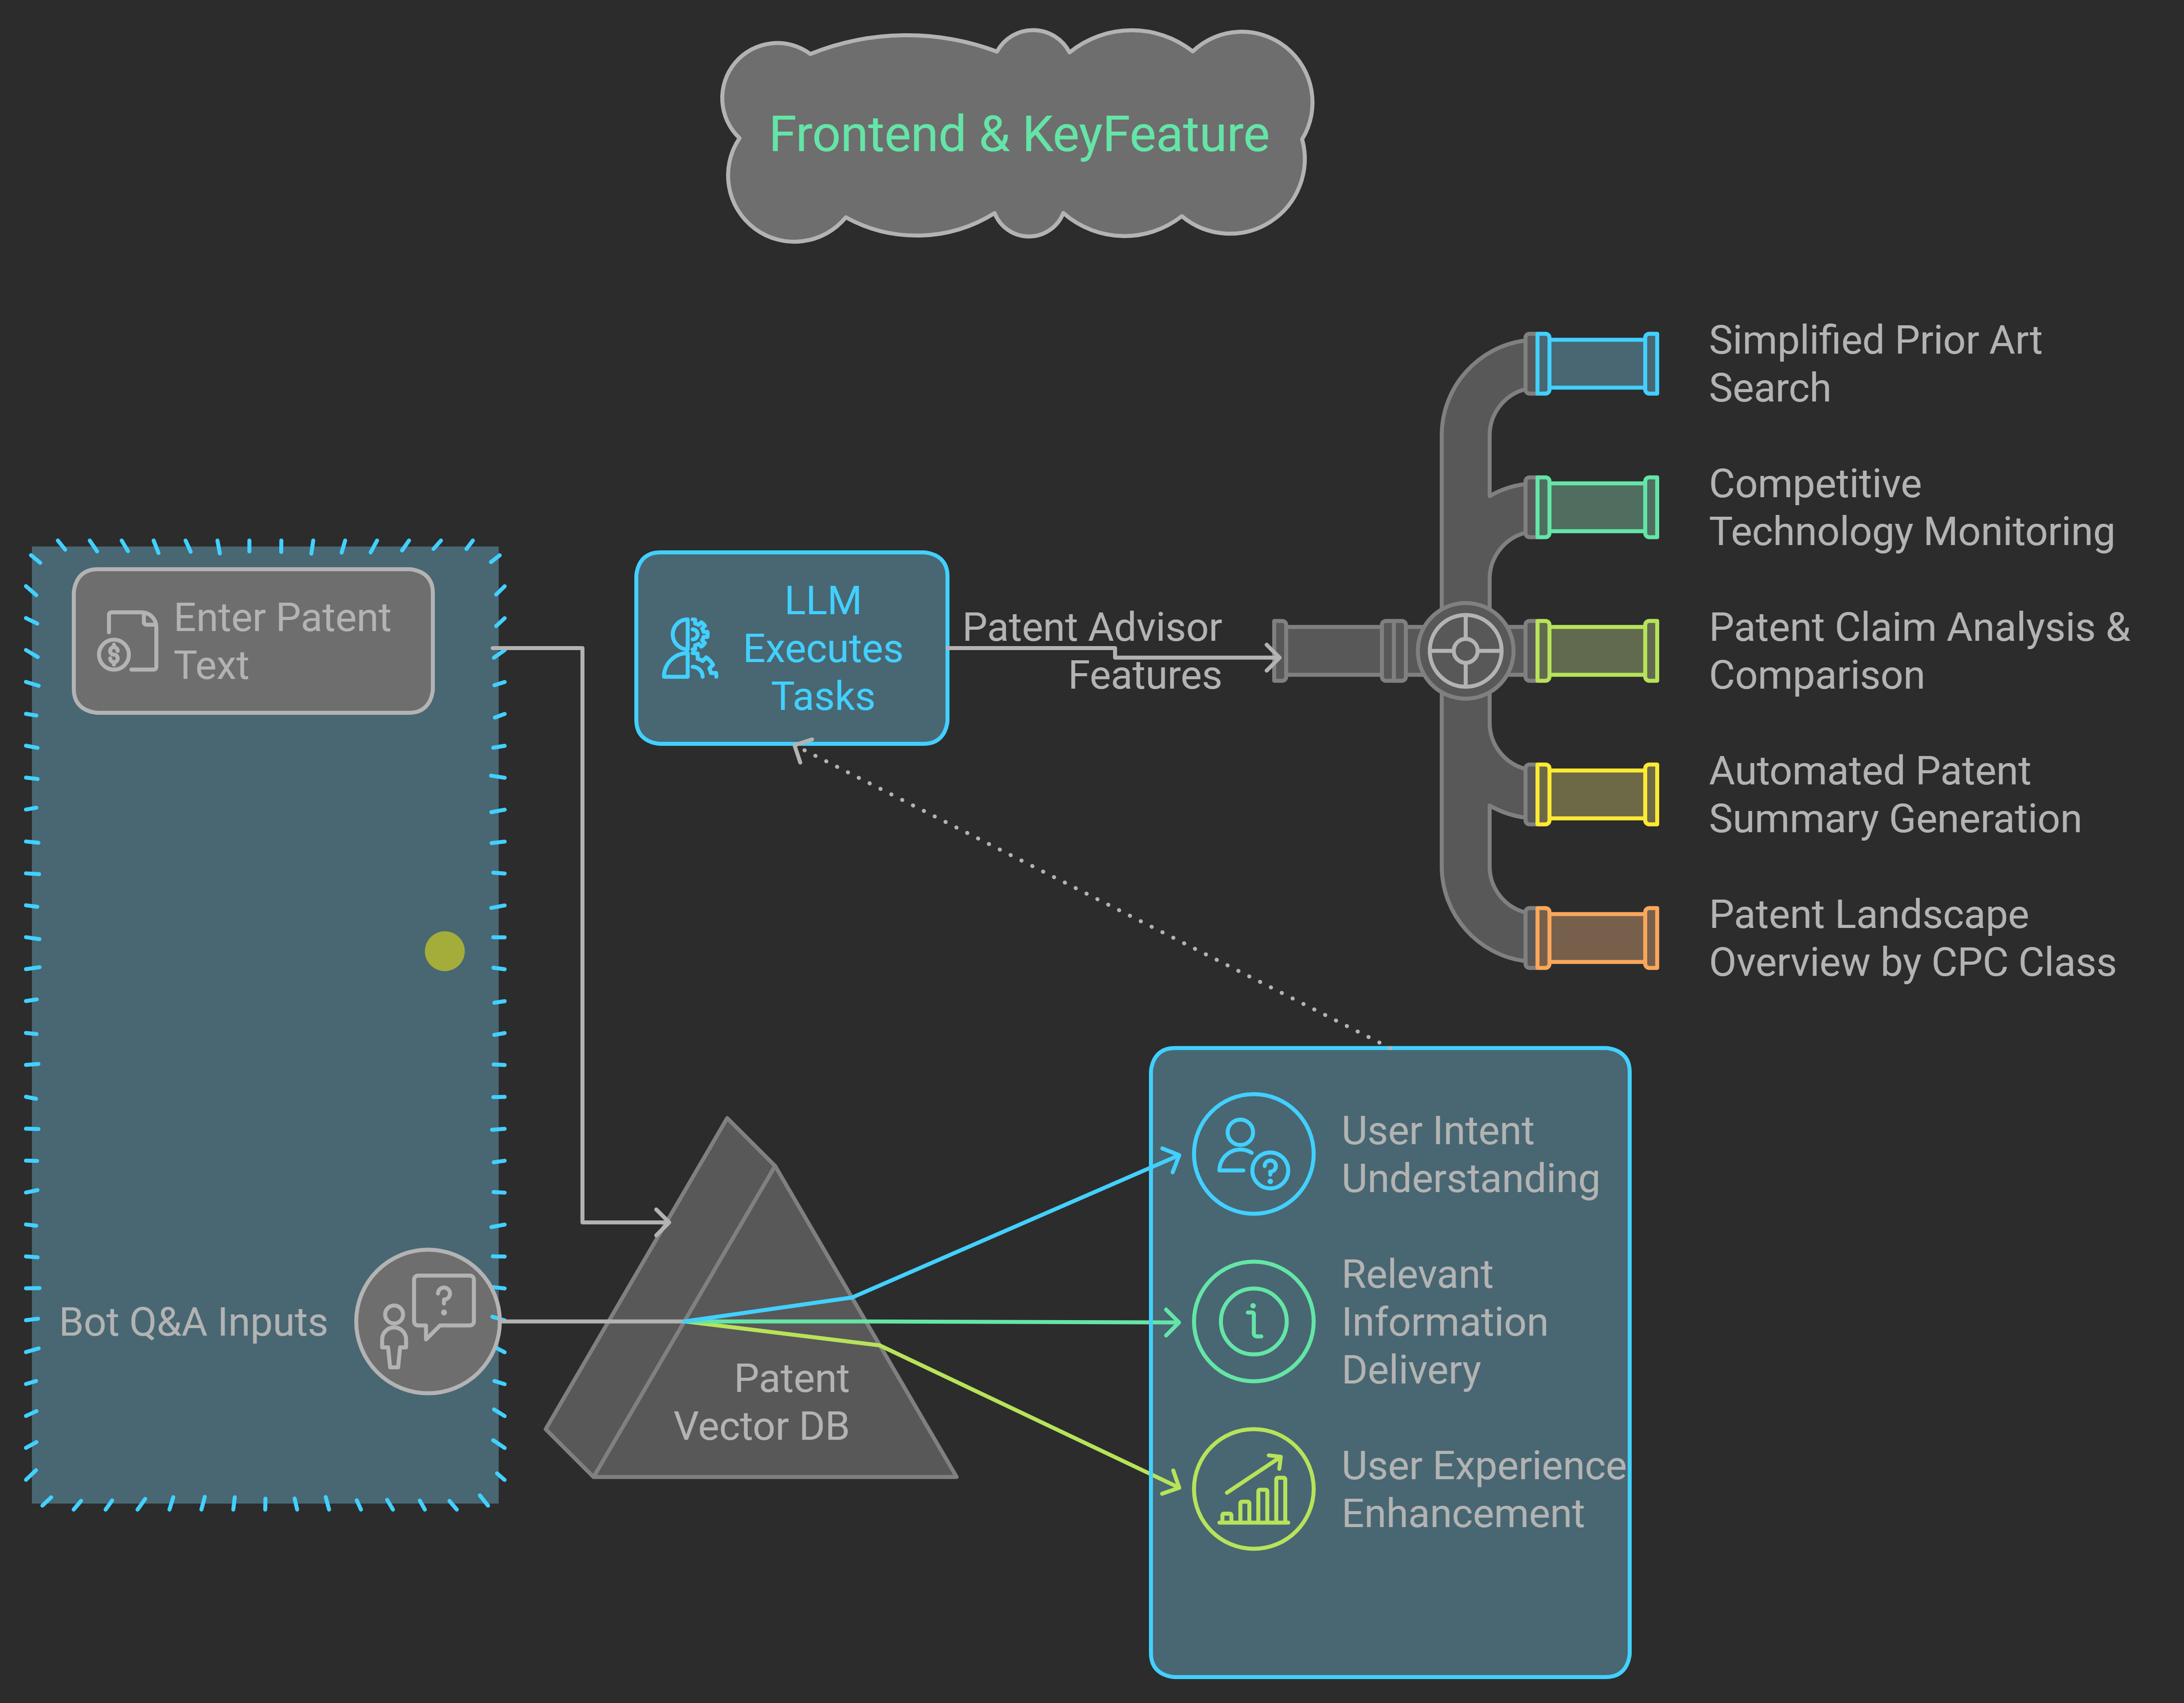 Frontend & KeyFeature
Simplified Prior Art
Search
Competitive
Technology Monitoring
Enter Patent
Text
LLM
Executes
Tasks
Patent Advisor
Features
Patent Claim Analysis &
Comparison
Automated Patent
Summary Generation
Patent Landscape
Overview by CPC Class
User Intent
Understanding
Bot Q&A Inputs
Relevant
Information
Delivery
Patent
Vector DB
User Experience
Enhancement